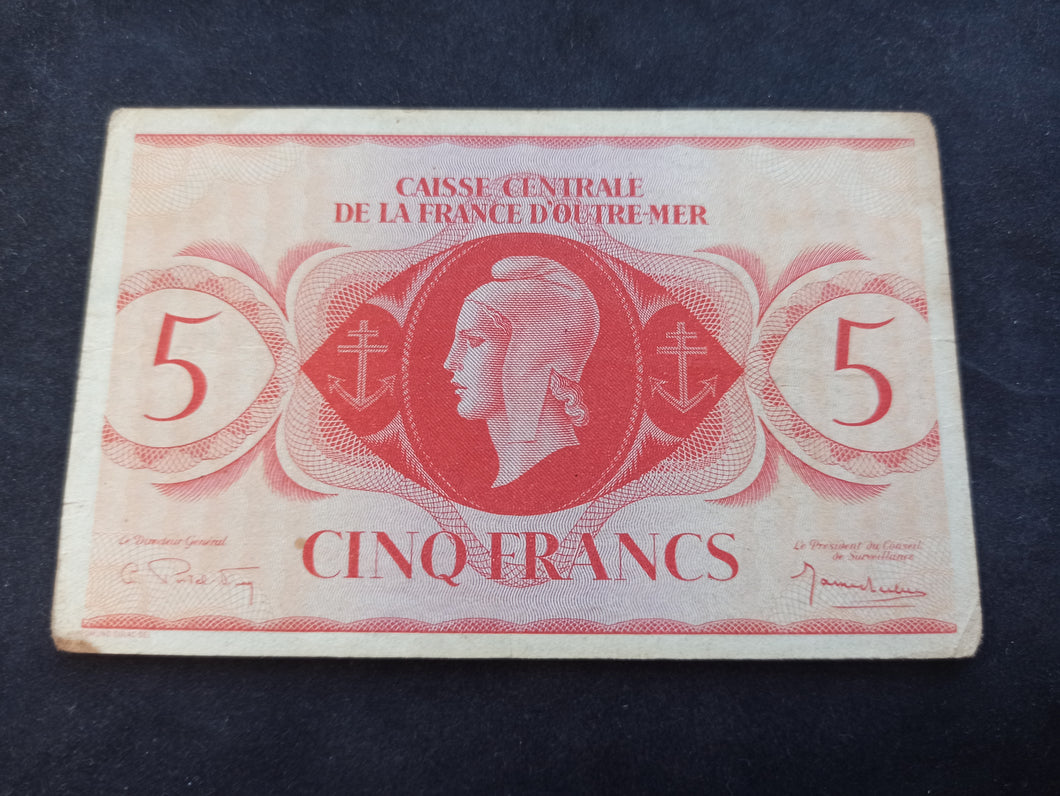 CAISSE CENTRALE
DE LA FRANCE D'OUTRE-MER
5 5
CINQ FRANCS
Le Directeur Général
Le Président du Conseil
de Surveillance